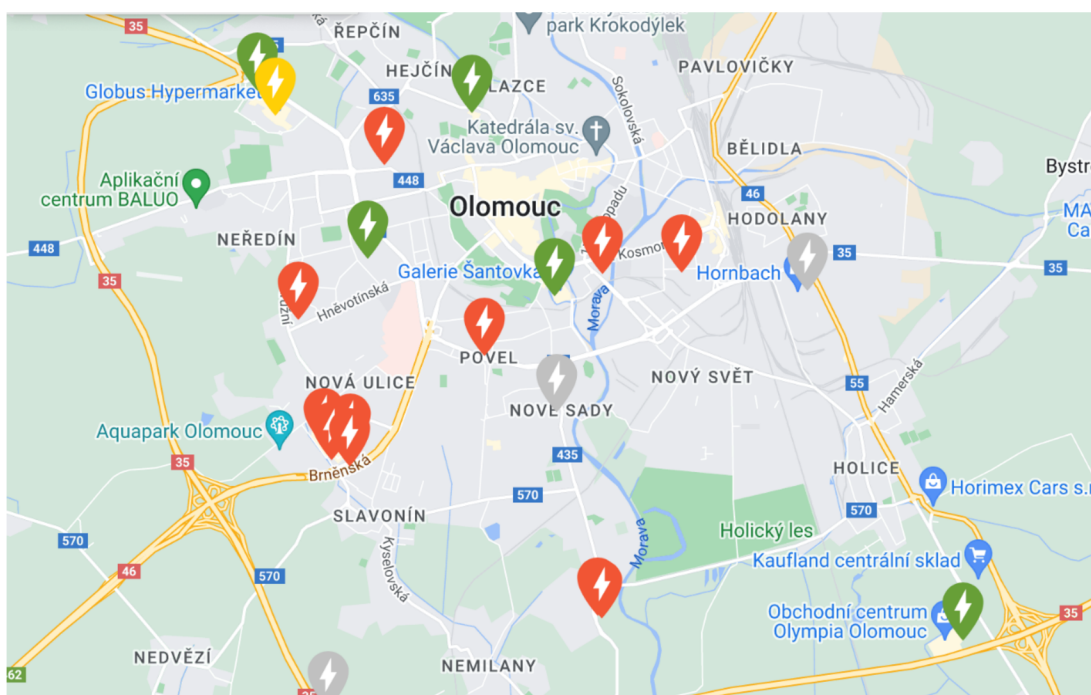 35
ŘEPČÍN
park Krokodýlek
HEJČÍN
LAZCE
PAVLOVIČKY
Globus Hypermarket
635
Sokolovská
Katedrála sv.
Václava Olomouc
BĚLIDLA
Aplikační
centrum BALUO
448
46
Bystř
Olomouc
HODOLANY
MA
Ca
NEŘEDÍN
448
Kosmon
35
35
Galerie Šantovka
Hornbach
35
Hněvotínská
Morava
POVEL
NOVÁ ULICE
NOVÝ SVĚT
55
Hamerská
NOVÉ SADY
Aquapark Olomouc
35
Brněnská
435
HOLICE
570
Horimex Cars s.r
SLAVONÍN
570
570
Holický les
Kyselovská
Morava
Kaufland centrální sklad
46
570
Obchodní centrum
Olympia Olomouc
35
NEDVĚZÍ
NEMILANY
62
35